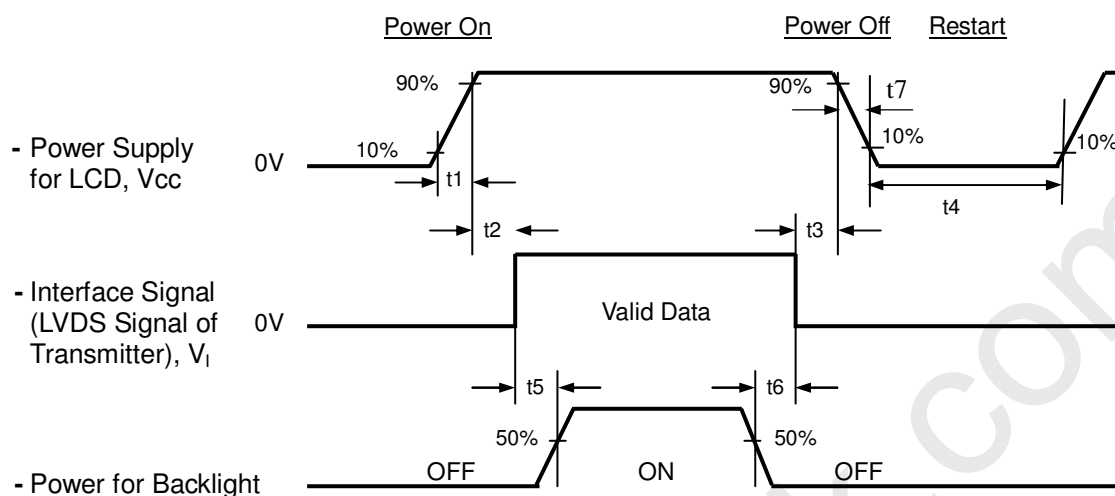 Power On
Power Off Restart
90% 90% t7
- Power Supply
for LCD, Vcc
0V 10% 10% 10%
t1 t4
t2 t3
- Interface Signal
(LVDS Signal of
Transmitter), VI
0V Valid Data
t5 t6
50% 50%
- Power for Backlight
OFF ON OFF